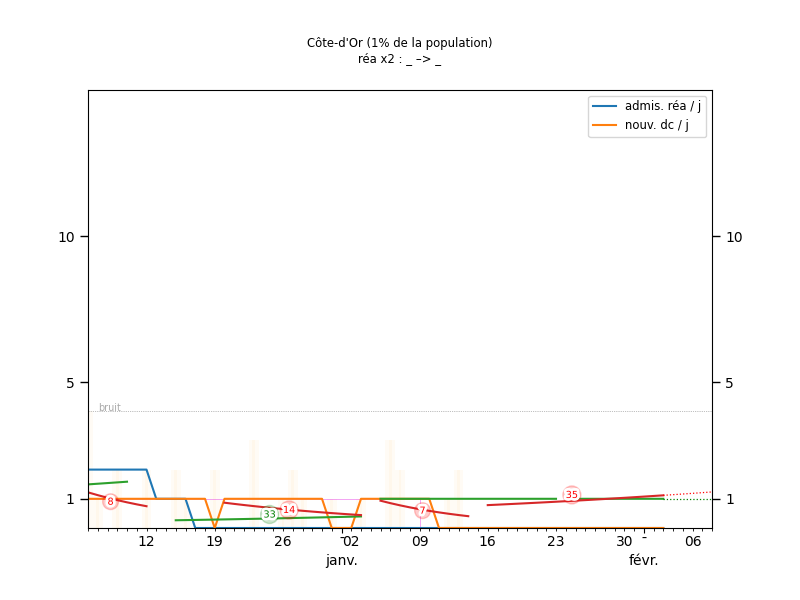 Côte-d'Or (1% de la population)
réa x2 : _ –> _
admis. réa / j
nouv. dc / j
10 10
5 5
bruit
1 1
8 33 -14 -7 35
12 19 26 02 09 16 23 30 06
janv. févr.